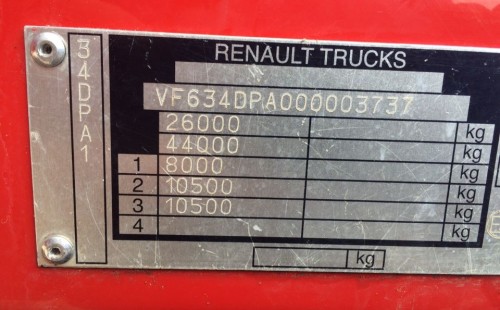 34DPA1
RENAULT TRUCKS
VF634DPA000003737
26000 kg
44000 kg
1 8000 kg
2 10500 kg
3 10500 kg
4 kg
kg